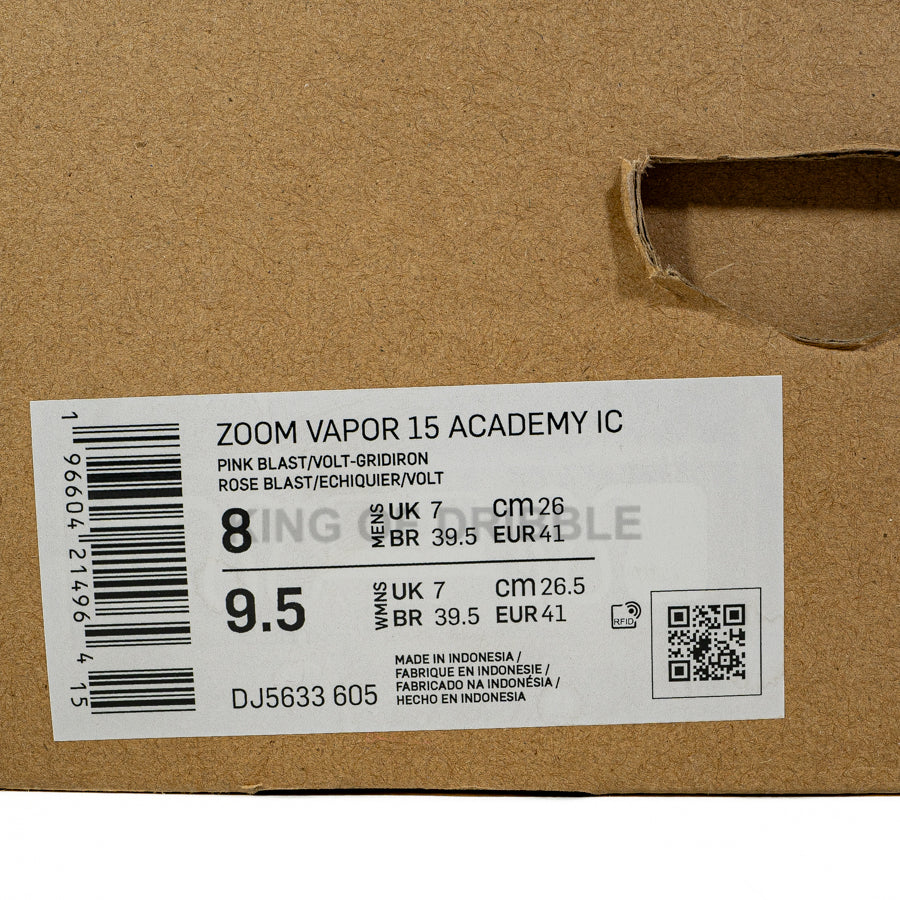 ZOOM VAPOR 15 ACADEMY IC
PINK BLAST/VOLT-GRIDIRON
ROSE BLAST/ECHIQUIER/VOLT
KING OF DRIBBLE
8 MENS UK 7 cm 26
BR 39.5 EUR 41
9.5 WMNS UK 7 cm 26.5
BR 39.5 EUR 41
RFID
DJ5633 605
MADE IN INDONESIA /
FABRIQUE EN INDONESIE /
FABRICADO NA INDONÉSIA /
HECHO EN INDONESIA
1 96604 21496 4 15